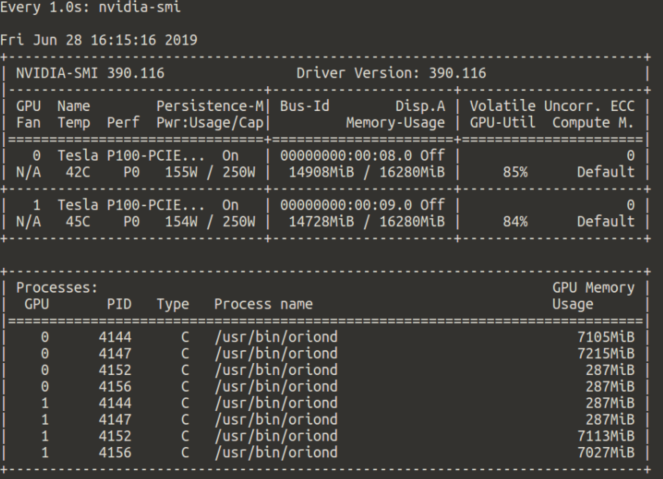 Every 1.0s: nvidia-smi
Fri Jun 28 16:15:16 2019
+-----------------------------------------------------------------------------+
| NVIDIA-SMI 390.116                Driver Version: 390.116                   |
|-------------------------------+----------------------+----------------------+
| GPU  Name        Persistence-M| Bus-Id        Disp.A | Volatile Uncorr. ECC |
| Fan  Temp  Perf  Pwr:Usage/Cap|         Memory-Usage | GPU-Util  Compute M. |
|===============================+======================+======================|
|   0  Tesla P100-PCIE...  On   | 00000000:00:08.0 Off |                    0 |
| N/A   42C    P0   155W / 250W |  14908MiB / 16280MiB |     85%      Default |
+-------------------------------+----------------------+----------------------+
|   1  Tesla P100-PCIE...  On   | 00000000:00:09.0 Off |                    0 |
| N/A   45C    P0   154W / 250W |  14728MiB / 16280MiB |     84%      Default |
+-------------------------------+----------------------+----------------------+
+-----------------------------------------------------------------------------+
| Processes:                                                       GPU Memory |
|  GPU       PID   Type   Process name                             Usage      |
|=============================================================================|
|    0      4144      C   /usr/bin/oriond                             7105MiB |
|    0      4147      C   /usr/bin/oriond                             7215MiB |
|    0      4152      C   /usr/bin/oriond                              287MiB |
|    0      4156      C   /usr/bin/oriond                              287MiB |
|    1      4144      C   /usr/bin/oriond                              287MiB |
|    1      4147      C   /usr/bin/oriond                              287MiB |
|    1      4152      C   /usr/bin/oriond                             7113MiB |
|    1      4156      C   /usr/bin/oriond                             7027MiB |
+-----------------------------------------------------------------------------+